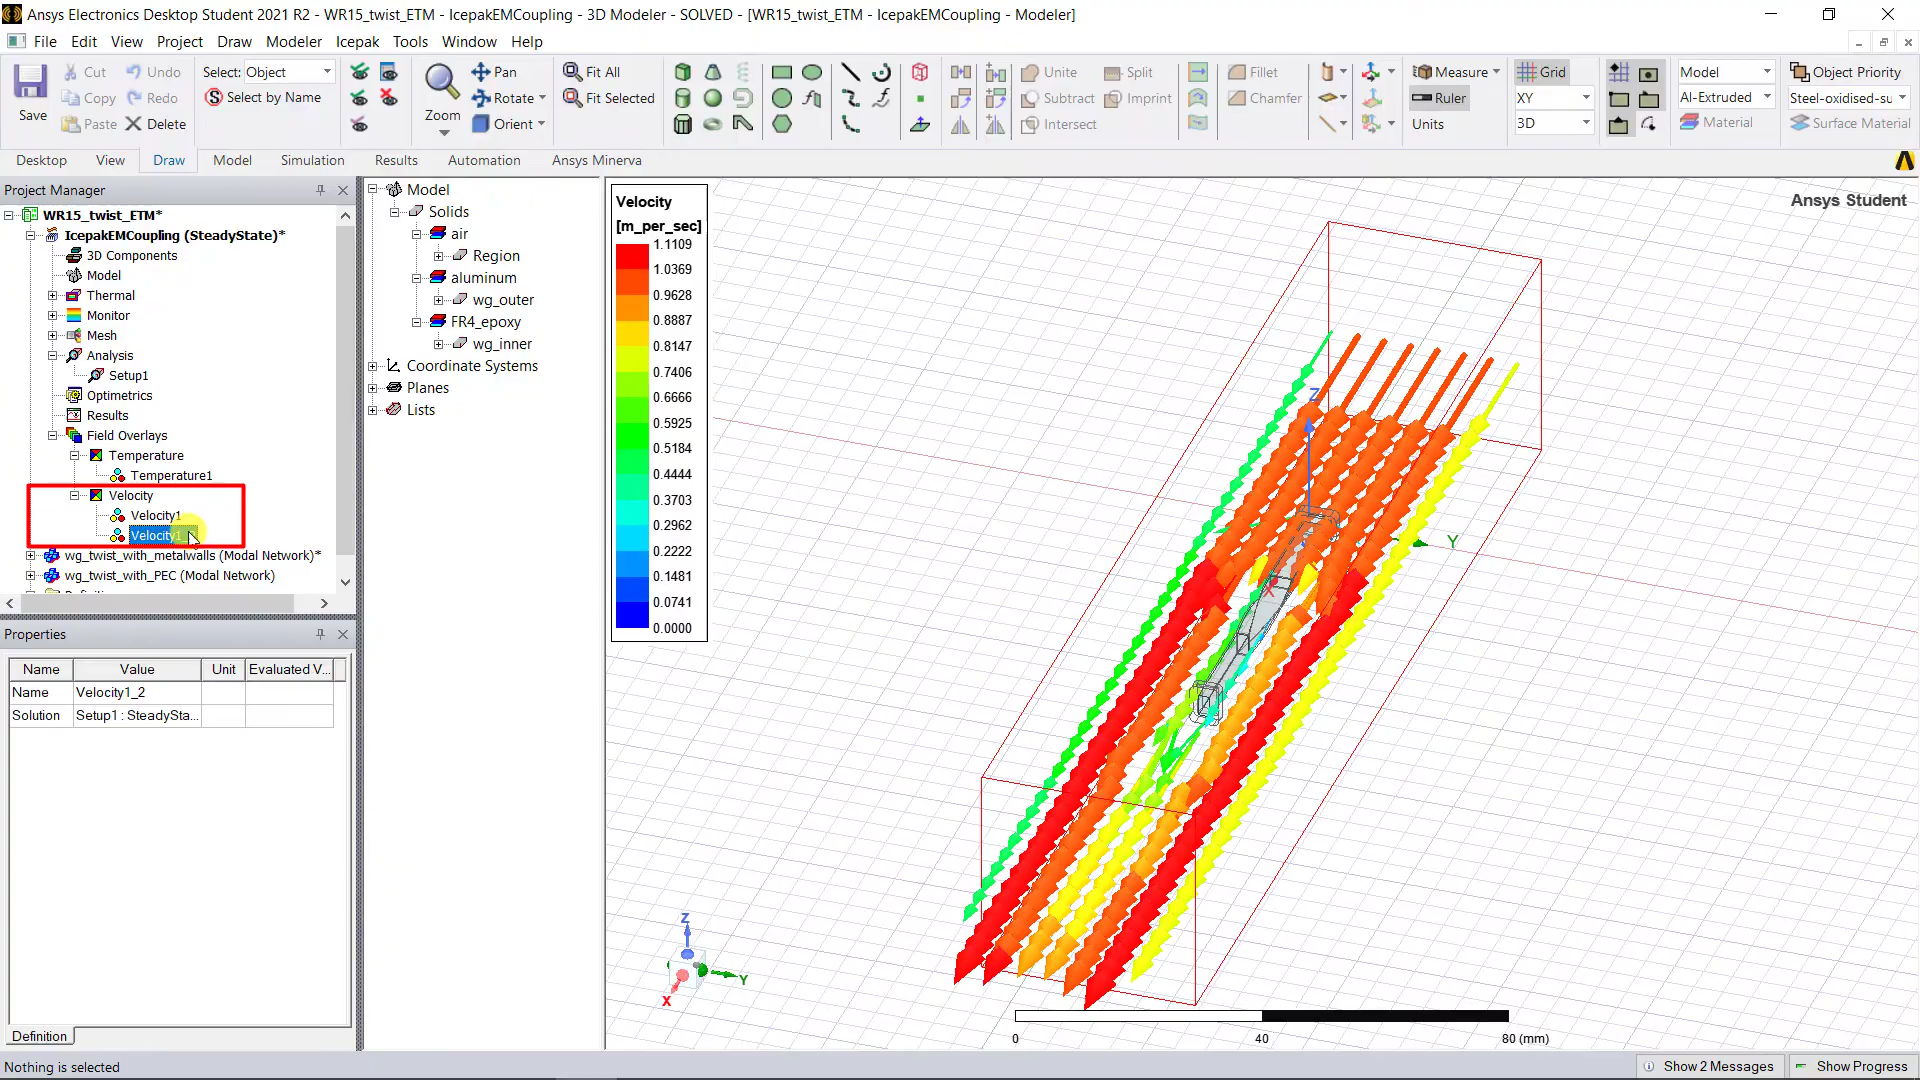 Ansys Electronics Desktop Student 2021 R2 - WR15_twist_ETM - IcepakEMCoupling - 3D Modeler - SOLVED - [WR15_twist_ETM - IcepakEMCoupling - Modeler]
File Edit View Project Draw Modeler Icepak Tools Window Help
Save
Cut
Copy
Paste
Undo
Redo
Delete
Select: Object
Select by Name
Zoom
Pan
Rotate
Orient
Fit All
Fit Selected
Unite
Subtract
Intersect
Split
Imprint
Fillet
Chamfer
Measure
Ruler
Units
Grid
XY
3D
Model
Al-Extruded
Material
Object Priority
Steel-oxidised-su
Surface Material
Desktop View Draw Model Simulation Results Automation Ansys Minerva
Project Manager
WR15_twist_ETM*
IcepakEMCoupling (SteadyState)*
3D Components
Model
Thermal
Monitor
Mesh
Analysis
Setup1
Optimetrics
Results
Field Overlays
Temperature
Temperature1
Velocity
Velocity1
Velocity1
wg_twist_with_metalwalls (Modal Network)*
wg_twist_with_PEC (Modal Network)
Properties
Name Value Unit Evaluated V...
Name Velocity1_2
Solution Setup1 : SteadySta...
Definition
Model
Solids
air
Region
aluminum
wg_outer
FR4_epoxy
wg_inner
Coordinate Systems
Planes
Lists
Velocity
[m_per_sec]
1.1109
1.0369
0.9628
0.8887
0.8147
0.7406
0.6666
0.5925
0.5184
0.4444
0.3703
0.2962
0.2222
0.1481
0.0741
0.0000
Ansys Student
Z
Y
X
Z
Y
X
0 40 80 (mm)
Nothing is selected
Show 2 Messages
Show Progress